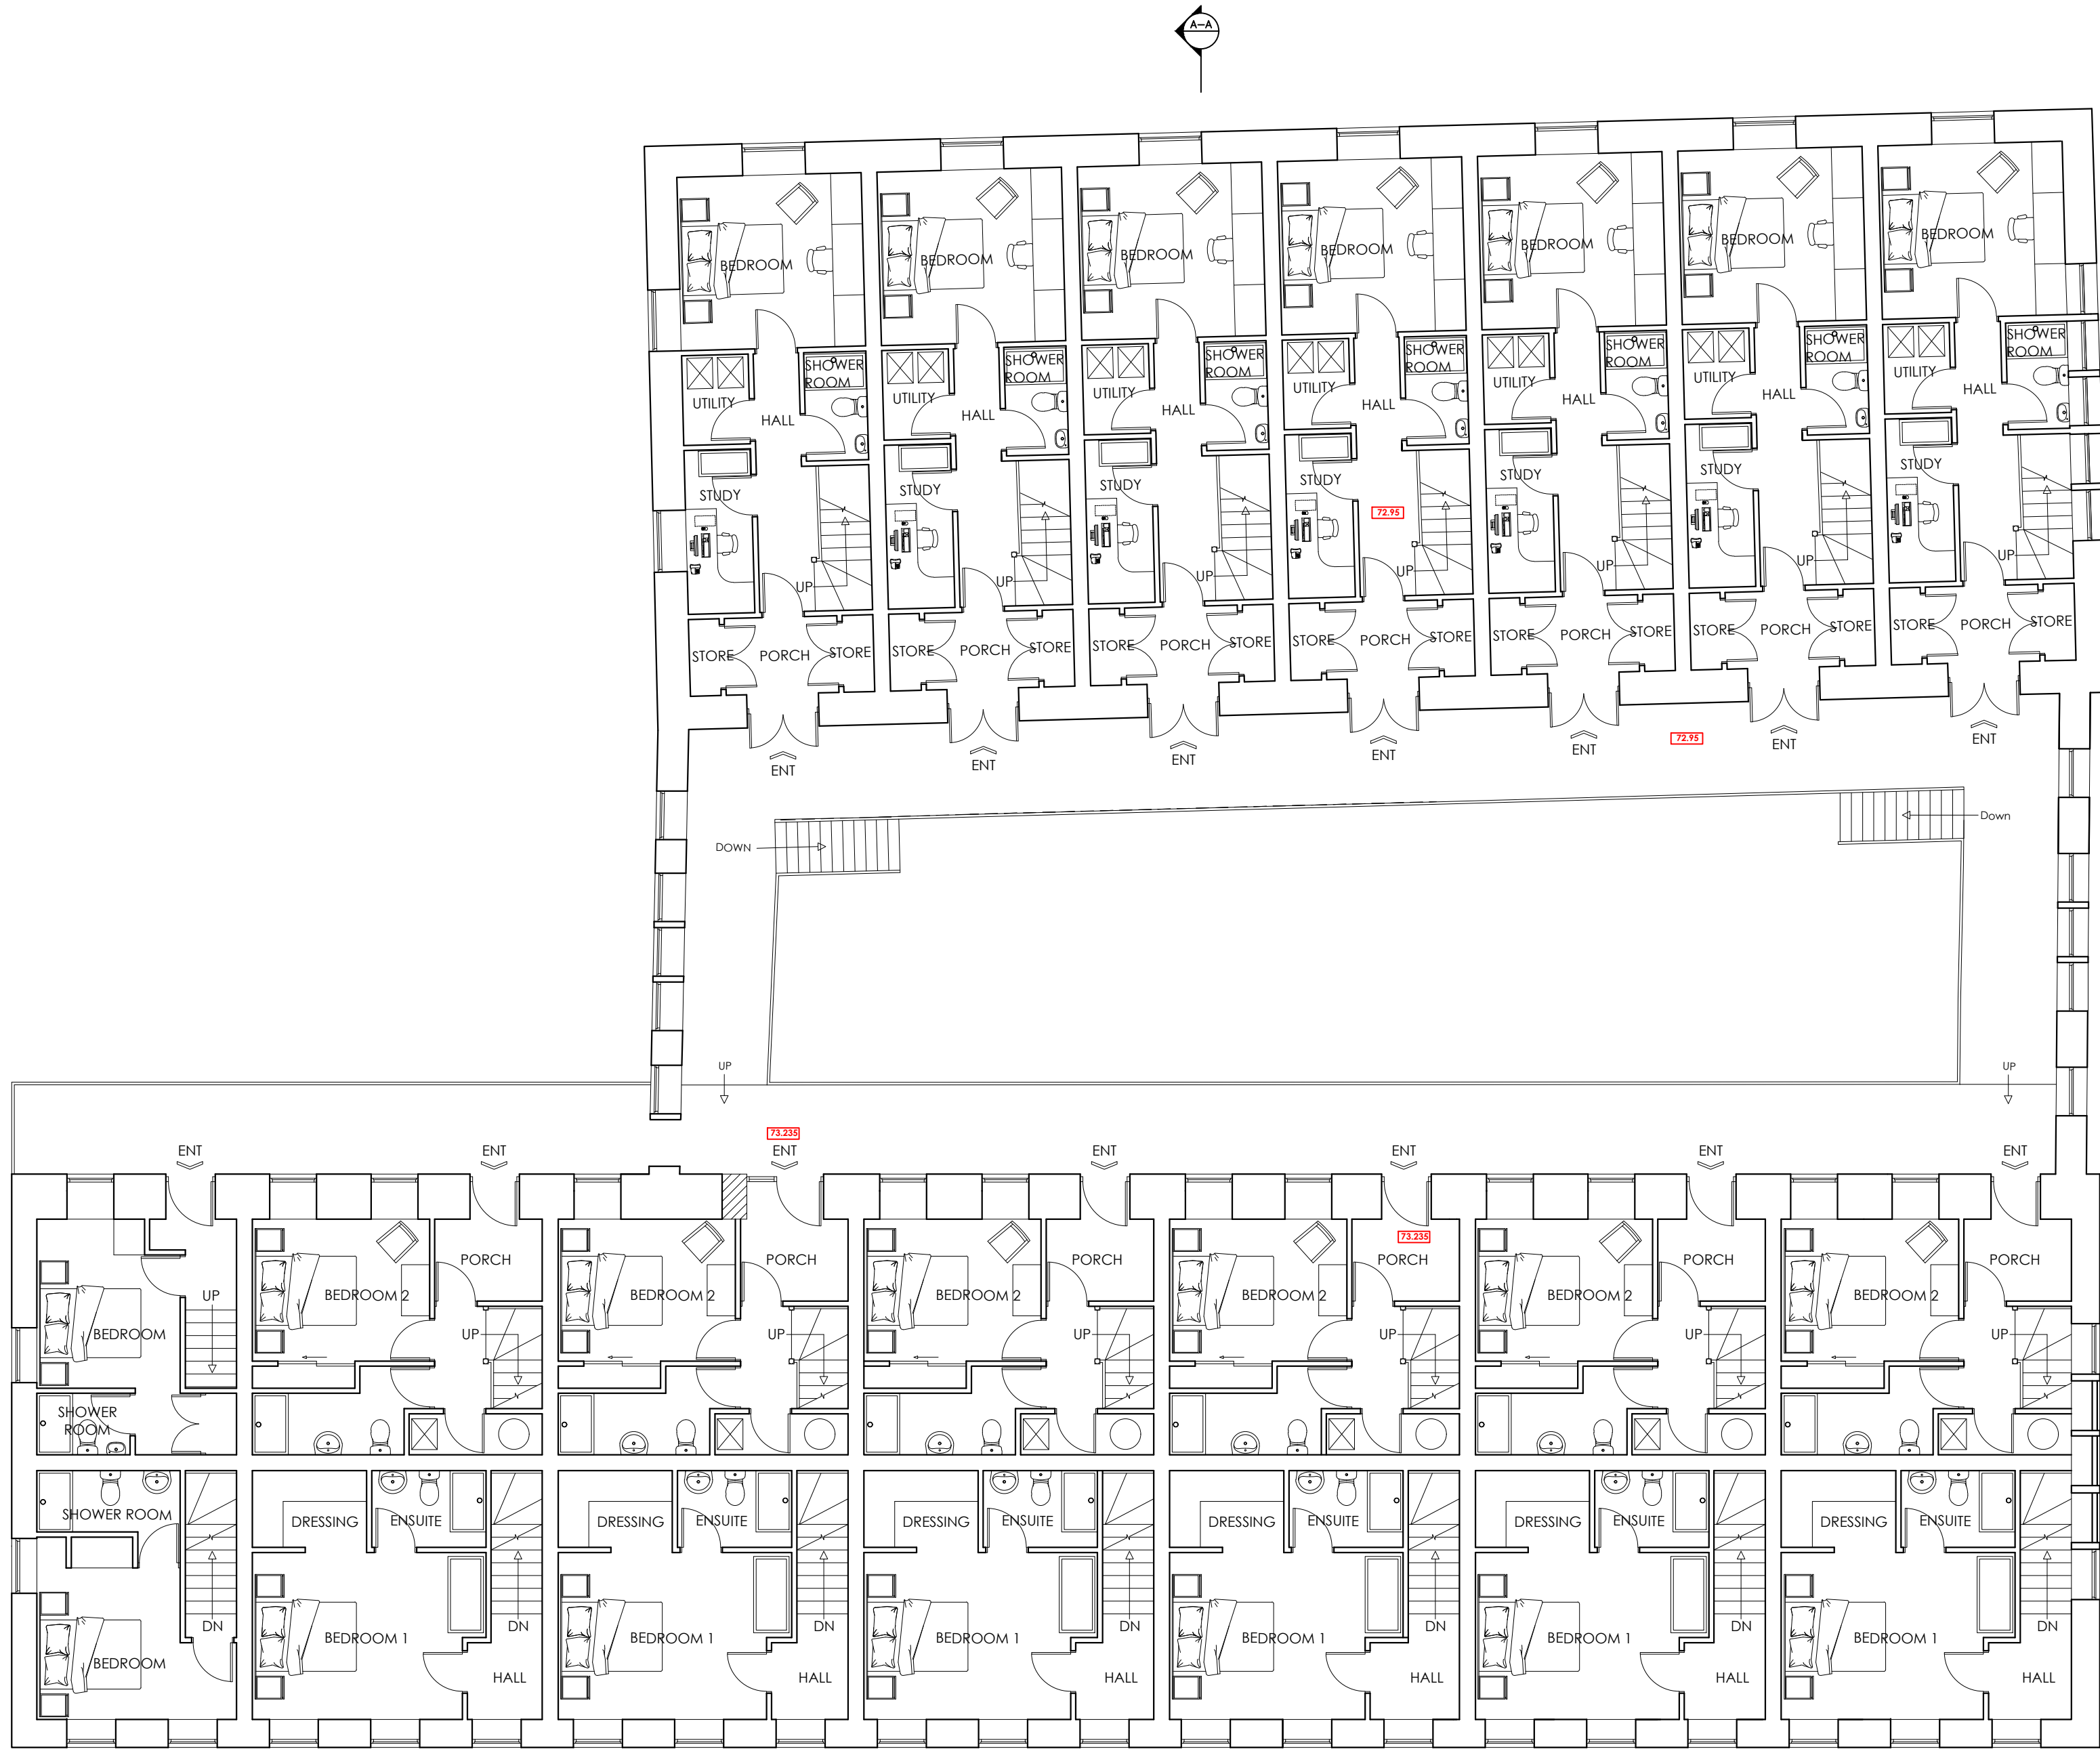 A-A
BEDROOM
BEDROOM
BEDROOM
BEDROOM
BEDROOM
BEDROOM
BEDROOM
SHOWER
ROOM
SHOWER
ROOM
SHOWER
ROOM
SHOWER
ROOM
SHOWER
ROOM
SHOWER
ROOM
SHOWER
ROOM
UTILITY
UTILITY
UTILITY
UTILITY
UTILITY
UTILITY
UTILITY
HALL
HALL
HALL
HALL
HALL
HALL
HALL
STUDY
STUDY
STUDY
STUDY
STUDY
STUDY
STUDY
72.95
UP
UP
UP
UP
UP
UP
UP
STORE
PORCH
STORE
STORE
PORCH
STORE
STORE
PORCH
STORE
STORE
PORCH
STORE
STORE
PORCH
STORE
STORE
PORCH
STORE
STORE
PORCH
STORE
72.95
ENT
ENT
ENT
ENT
ENT
ENT
ENT
DOWN
Down
UP
UP
73.235
ENT
ENT
ENT
ENT
ENT
ENT
ENT
73.235
PORCH
PORCH
PORCH
PORCH
PORCH
PORCH
UP
BEDROOM 2
BEDROOM 2
BEDROOM 2
BEDROOM 2
BEDROOM 2
BEDROOM 2
BEDROOM
UP
UP
UP
UP
UP
UP
SHOWER
ROOM
SHOWER ROOM
DRESSING
ENSUITE
DRESSING
ENSUITE
DRESSING
ENSUITE
DRESSING
ENSUITE
DRESSING
ENSUITE
DRESSING
ENSUITE
DN
DN
DN
DN
DN
DN
DN
BEDROOM
BEDROOM 1
BEDROOM 1
BEDROOM 1
BEDROOM 1
BEDROOM 1
BEDROOM 1
HALL
HALL
HALL
HALL
HALL
HALL